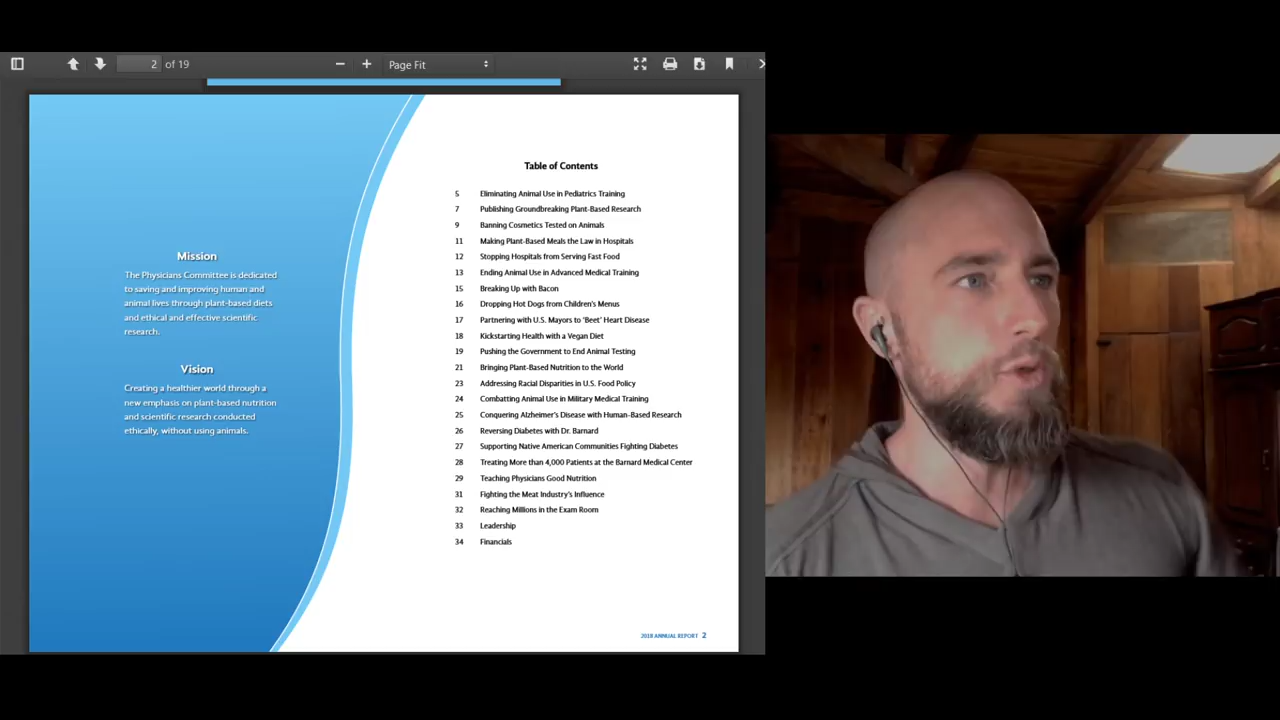 2 of 19
Page Fit
Mission
The Physicians Committee is dedicated
to saving and improving human and
animal lives through plant-based diets
and ethical and effective scientific
research.
Vision
Creating a healthier world through a
new emphasis on plant-based nutrition
and scientific research conducted
ethically, without using animals.
Table of Contents
5 Eliminating Animal Use in Pediatrics Training
7 Publishing Groundbreaking Plant-Based Research
9 Banning Cosmetics Tested on Animals
11 Making Plant-Based Meals the Law in Hospitals
12 Stopping Hospitals from Serving Fast Food
13 Ending Animal Use in Advanced Medical Training
15 Breaking Up with Bacon
16 Dropping Hot Dogs from Children's Menus
17 Partnering with U.S. Mayors to 'Beet' Heart Disease
18 Kickstarting Health with a Vegan Diet
19 Pushing the Government to End Animal Testing
21 Bringing Plant-Based Nutrition to the World
23 Addressing Racial Disparities in U.S. Food Policy
24 Combatting Animal Use in Military Medical Training
25 Conquering Alzheimer's Disease with Human-Based Research
26 Reversing Diabetes with Dr. Barnard
27 Supporting Native American Communities Fighting Diabetes
28 Treating More than 4,000 Patients at the Barnard Medical Center
29 Teaching Physicians Good Nutrition
31 Fighting the Meat Industry's Influence
32 Reaching Millions in the Exam Room
33 Leadership
34 Financials
2018 ANNUAL REPORT 2